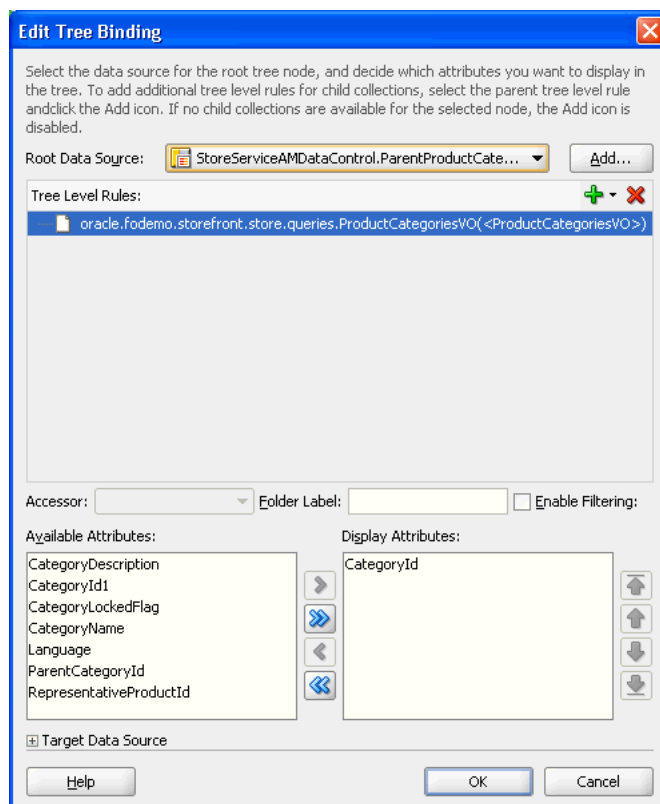 Edit Tree Binding
Select the data source for the root tree node, and decide which attributes you want to display in
the tree. To add additional tree level rules for child collections, select the parent tree level rule
andclick the Add icon. If no child collections are available for the selected node, the Add icon is
disabled.
Root Data Source: StoreServiceAMDataControl.ParentProductCate... Add...
Tree Level Rules:
oracle.fodemo.storefront.store.queries.ProductCategoriesVO(<ProductCategoriesVO>)
Accessor: Folder Label: Enable Filtering:
Available Attributes: Display Attributes:
CategoryDescription CategoryId
CategoryId1
CategoryLockedFlag
CategoryName
Language
ParentCategoryId
RepresentativeProductId
Target Data Source
Help OK Cancel